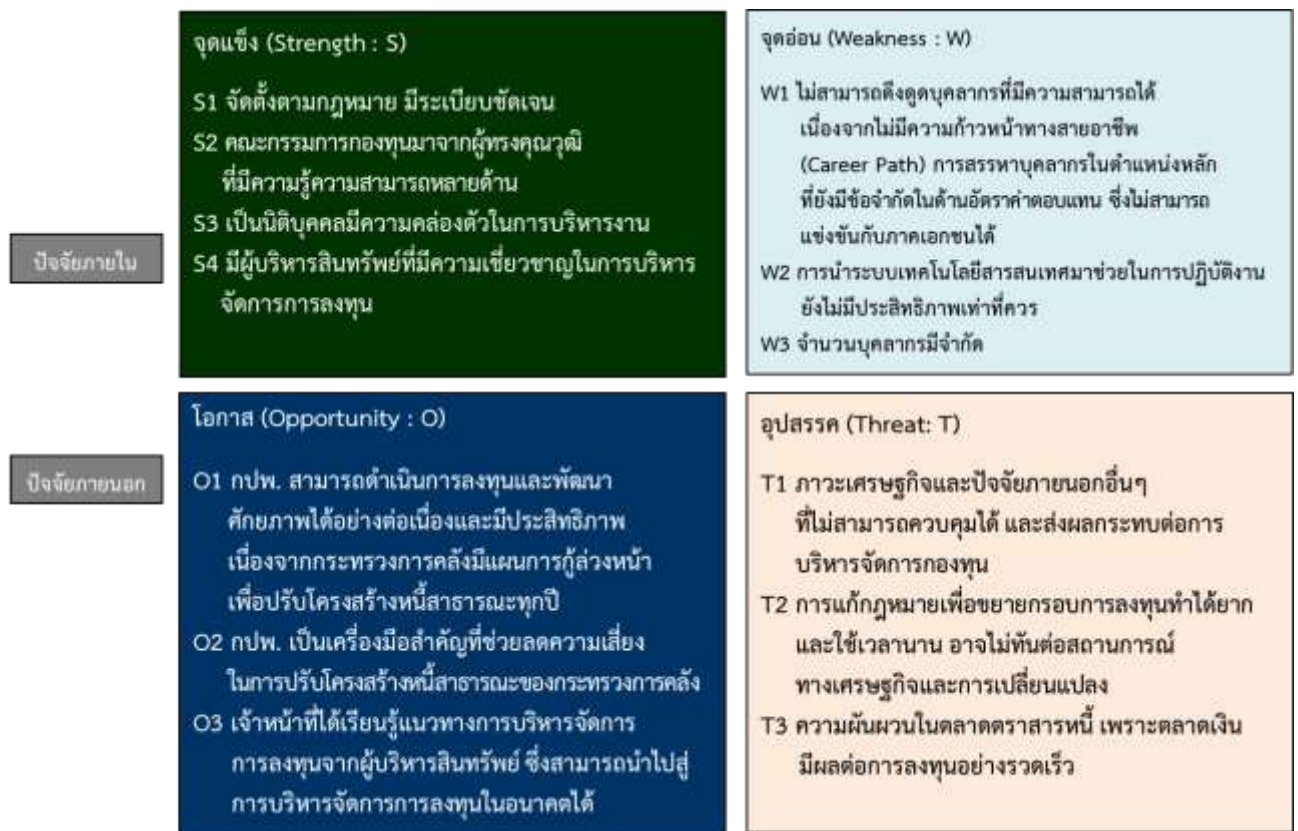 จุดแข็ง (Strength : S)
S1 จัดตั้งตามกฎหมาย มีระเบียบชัดเจน
S2 คณะกรรมการกองทุนมาจากผู้ทรงคุณวุฒิ
ที่มีความรู้ความสามารถหลายด้าน
S3 เป็นนิติบุคคลมีความคล่องตัวในการบริหารงาน
S4 มีผู้บริหารสินทรัพย์ที่มีความเชี่ยวชาญในการบริหาร
จัดการการลงทุน
จุดอ่อน (Weakness : W)
W1 ไม่สามารถดึงดูดบุคลากรที่มีความสามารถได้
เนื่องจากไม่มีความก้าวหน้าทางสายอาชีพ
(Career Path) การสรรหาบุคลากรในตำแหน่งหลัก
ที่ยังมีข้อจำกัดในด้านอัตราค่าตอบแทน ซึ่งไม่สามารถ
แข่งขันกับภาคเอกชนได้
W2 การนำระบบเทคโนโลยีสารสนเทศมาช่วยในการปฏิบัติงาน
ยังไม่มีประสิทธิภาพเท่าที่ควร
W3 จำนวนบุคลากรมีจำกัด
ปัจจัยภายใน
โอกาส (Opportunity : O)
O1 กปพ. สามารถดำเนินการลงทุนและพัฒนา
ศักยภาพได้อย่างต่อเนื่องและมีประสิทธิภาพ
เนื่องจากกระทรวงการคลังมีแผนการกู้ล่วงหน้า
เพื่อปรับโครงสร้างหนี้สาธารณะทุกปี
O2 กปพ. เป็นเครื่องมือสำคัญที่ช่วยลดความเสี่ยง
ในการปรับโครงสร้างหนี้สาธารณะของกระทรวงการคลัง
O3 เจ้าหน้าที่ได้เรียนรู้แนวทางการบริหารจัดการ
การลงทุนจากผู้บริหารสินทรัพย์ ซึ่งสามารถนำไปสู่
การบริหารจัดการการลงทุนในอนาคตได้
อุปสรรค (Threat: T)
T1 ภาวะเศรษฐกิจและปัจจัยภายนอกอื่นๆ
ที่ไม่สามารถควบคุมได้ และส่งผลกระทบต่อการ
บริหารจัดการกองทุน
T2 การแก้กฎหมายเพื่อขยายกรอบการลงทุนทำได้ยาก
และใช้เวลานาน อาจไม่ทันต่อสถานการณ์
ทางเศรษฐกิจและการเปลี่ยนแปลง
T3 ความผันผวนในตลาดตราสารหนี้ เพราะตลาดเงิน
มีผลต่อการลงทุนอย่างรวดเร็ว
ปัจจัยภายนอก